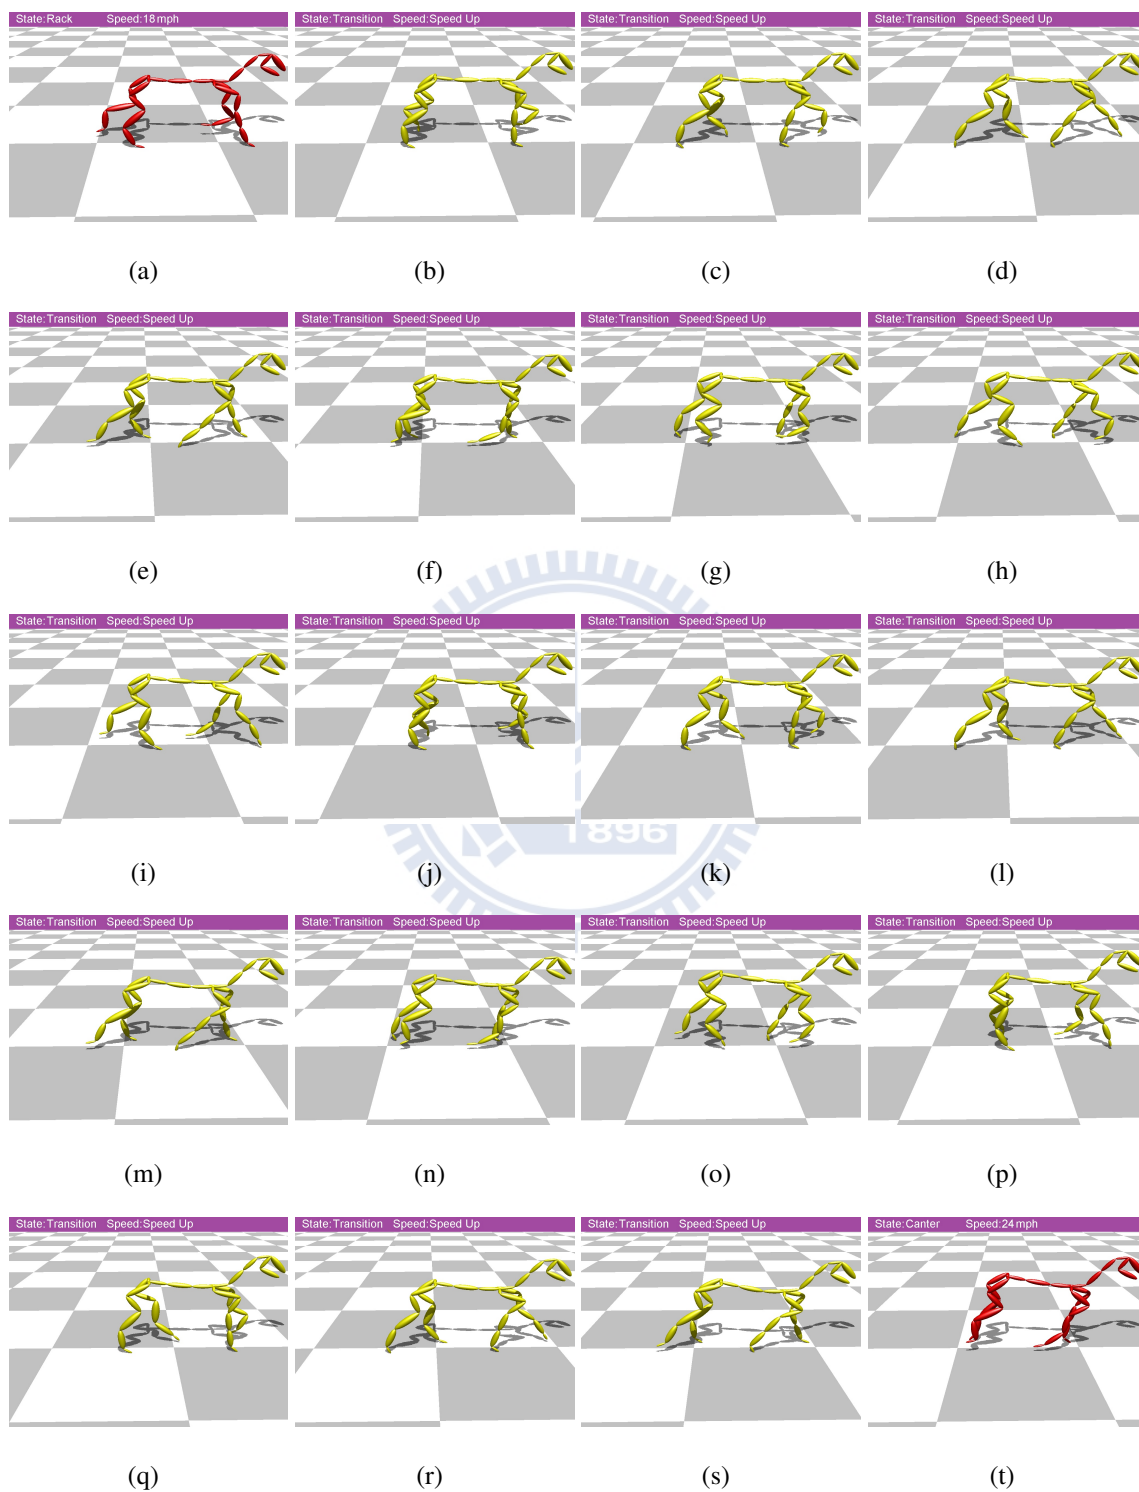 State:Rack Speed:18 mph
State:Transition Speed:Speed Up
State:Transition Speed:Speed Up
State:Transition Speed:Speed Up
(a)
(b)
(c)
(d)
State:Transition Speed:Speed Up
State:Transition Speed:Speed Up
State:Transition Speed:Speed Up
State:Transition Speed:Speed Up
(e)
(f)
(g)
(h)
State:Transition Speed:Speed Up
State:Transition Speed:Speed Up
State:Transition Speed:Speed Up
State:Transition Speed:Speed Up
1896
(i)
(j)
(k)
(l)
State:Transition Speed:Speed Up
State:Transition Speed:Speed Up
State:Transition Speed:Speed Up
State:Transition Speed:Speed Up
(m)
(n)
(o)
(p)
State:Transition Speed:Speed Up
State:Transition Speed:Speed Up
State:Transition Speed:Speed Up
State:Canter Speed:24 mph
(q)
(r)
(s)
(t)